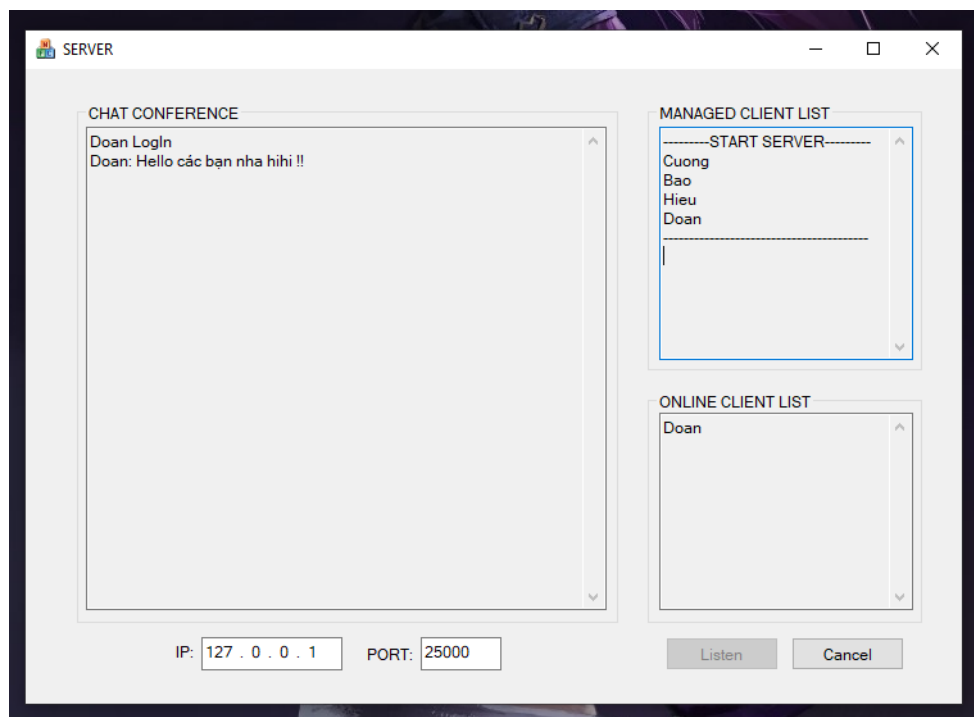 SERVER
CHAT CONFERENCE
Doan LogIn
Doan: Hello các bạn nha hihi !!
MANAGED CLIENT LIST
---------START SERVER---------
Cuong
Bao
Hieu
Doan
----------------------------------------
ONLINE CLIENT LIST
Doan
IP: 127 . 0 . 0 . 1
PORT: 25000
Listen
Cancel